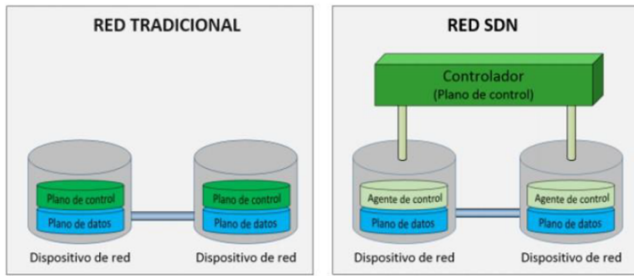 RED TRADICIONAL
Plano de control
Plano de datos
Dispositivo de red
Plano de control
Plano de datos
Dispositivo de red
RED SDN
Controlador
(Plano de control)
Agente de control
Plano de datos
Dispositivo de red
Agente de control
Plano de datos
Dispositivo de red